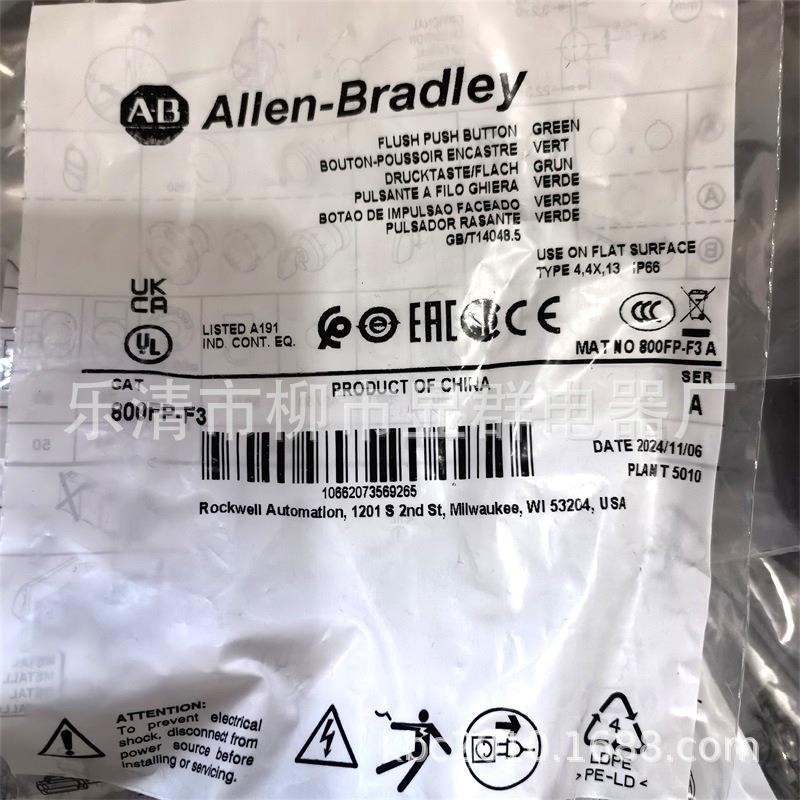 AB Allen-Bradley
FLUSH PUSH BUTTON GREEN
BOUTON-POUSSOIR ENCASTRE VERT
DRUCKTASTE/FLACH GRUN
PULSANTE A FILO GHIERA VERDE
BOTAO DE IMPULSAO FACEADO VERDE
PULSADOR RASANTE VERDE
GB/T14048.5
USE ON FLAT SURFACE
TYPE 4,4X,13 IP66
UK
CA
UL
LISTED A191
IND. CONT. EQ.
EAC
CE
CCC
MAT NO 800FP-F3 A
CAT
PRODUCT OF CHINA
SER
800FP-F3
A
乐清市柳市宝群电器厂
DATE 2024/11/06
PLANT 5010
10662073569265
Rockwell Automation, 1201 S 2nd St, Milwaukee, WI 53204, USA
ATTENTION:
To prevent electrical
shock, disconnect from
power source before
installing or servicing.
4
LDPE
>PE-LD<
50
A
B